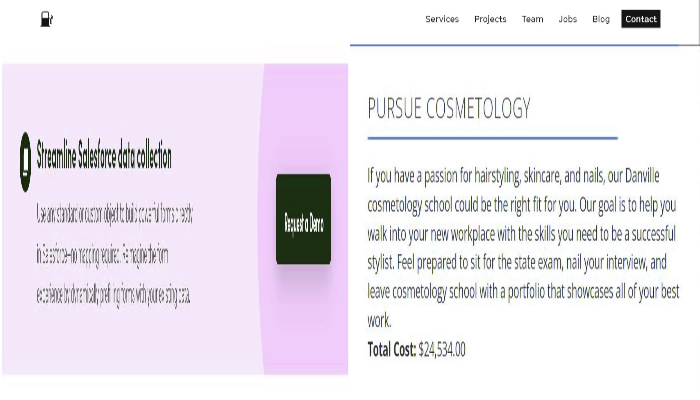 Services Projects Team Jobs Blog Contact
Streamline Salesforce data collection
Use any standard or custom object to build powerful forms directly
in Salesforce—no mapping required. Reimagine the form
experience by dynamically prefilling forms with your existing data.
Request a Demo
PURSUE COSMETOLOGY
If you have a passion for hairstyling, skincare, and nails, our Danville
cosmetology school could be the right fit for you. Our goal is to help you
walk into your new workplace with the skills you need to be a successful
stylist. Feel prepared to sit for the state exam, nail your interview, and
leave cosmetology school with a portfolio that showcases all of your best
work.
Total Cost: $24,534.00